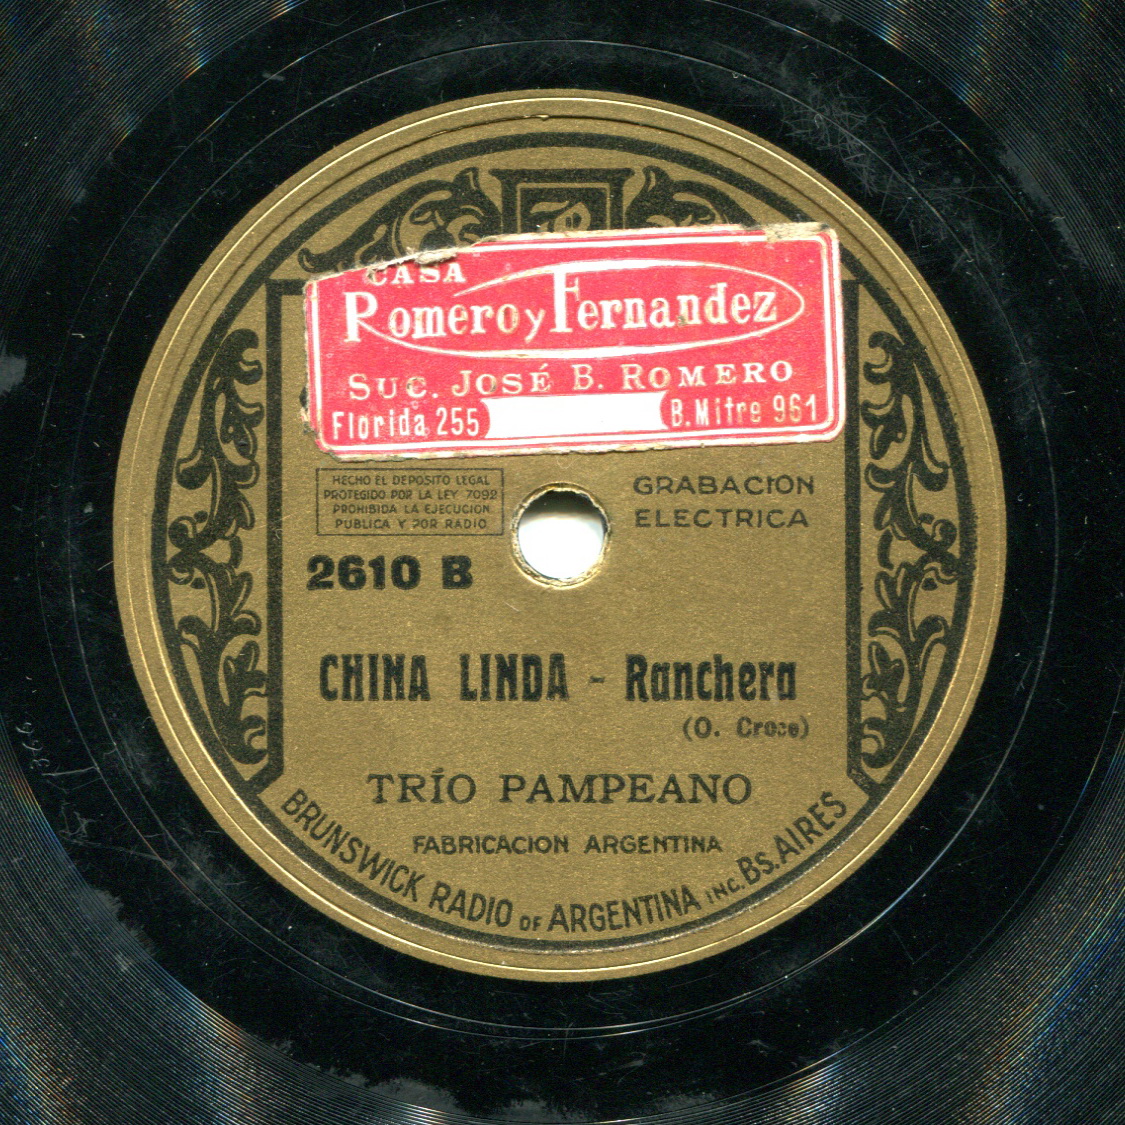 CASA
Romero y Fernandez
SUC. JOSÉ B. ROMERO
Florida 255
B. Mitre 961
HECHO EL DEPOSITO LEGAL
PROTEGIDO POR LA LEY 7092
PROHIBIDA LA EJECUCION
PUBLICA Y POR RADIO
GRABACION
ELECTRICA
2610 B
CHINA LINDA - Ranchera
(O. Crose)
TRÍO PAMPEANO
FABRICACION ARGENTINA
BRUNSWICK RADIO OF ARGENTINA INC. BS. AIRES